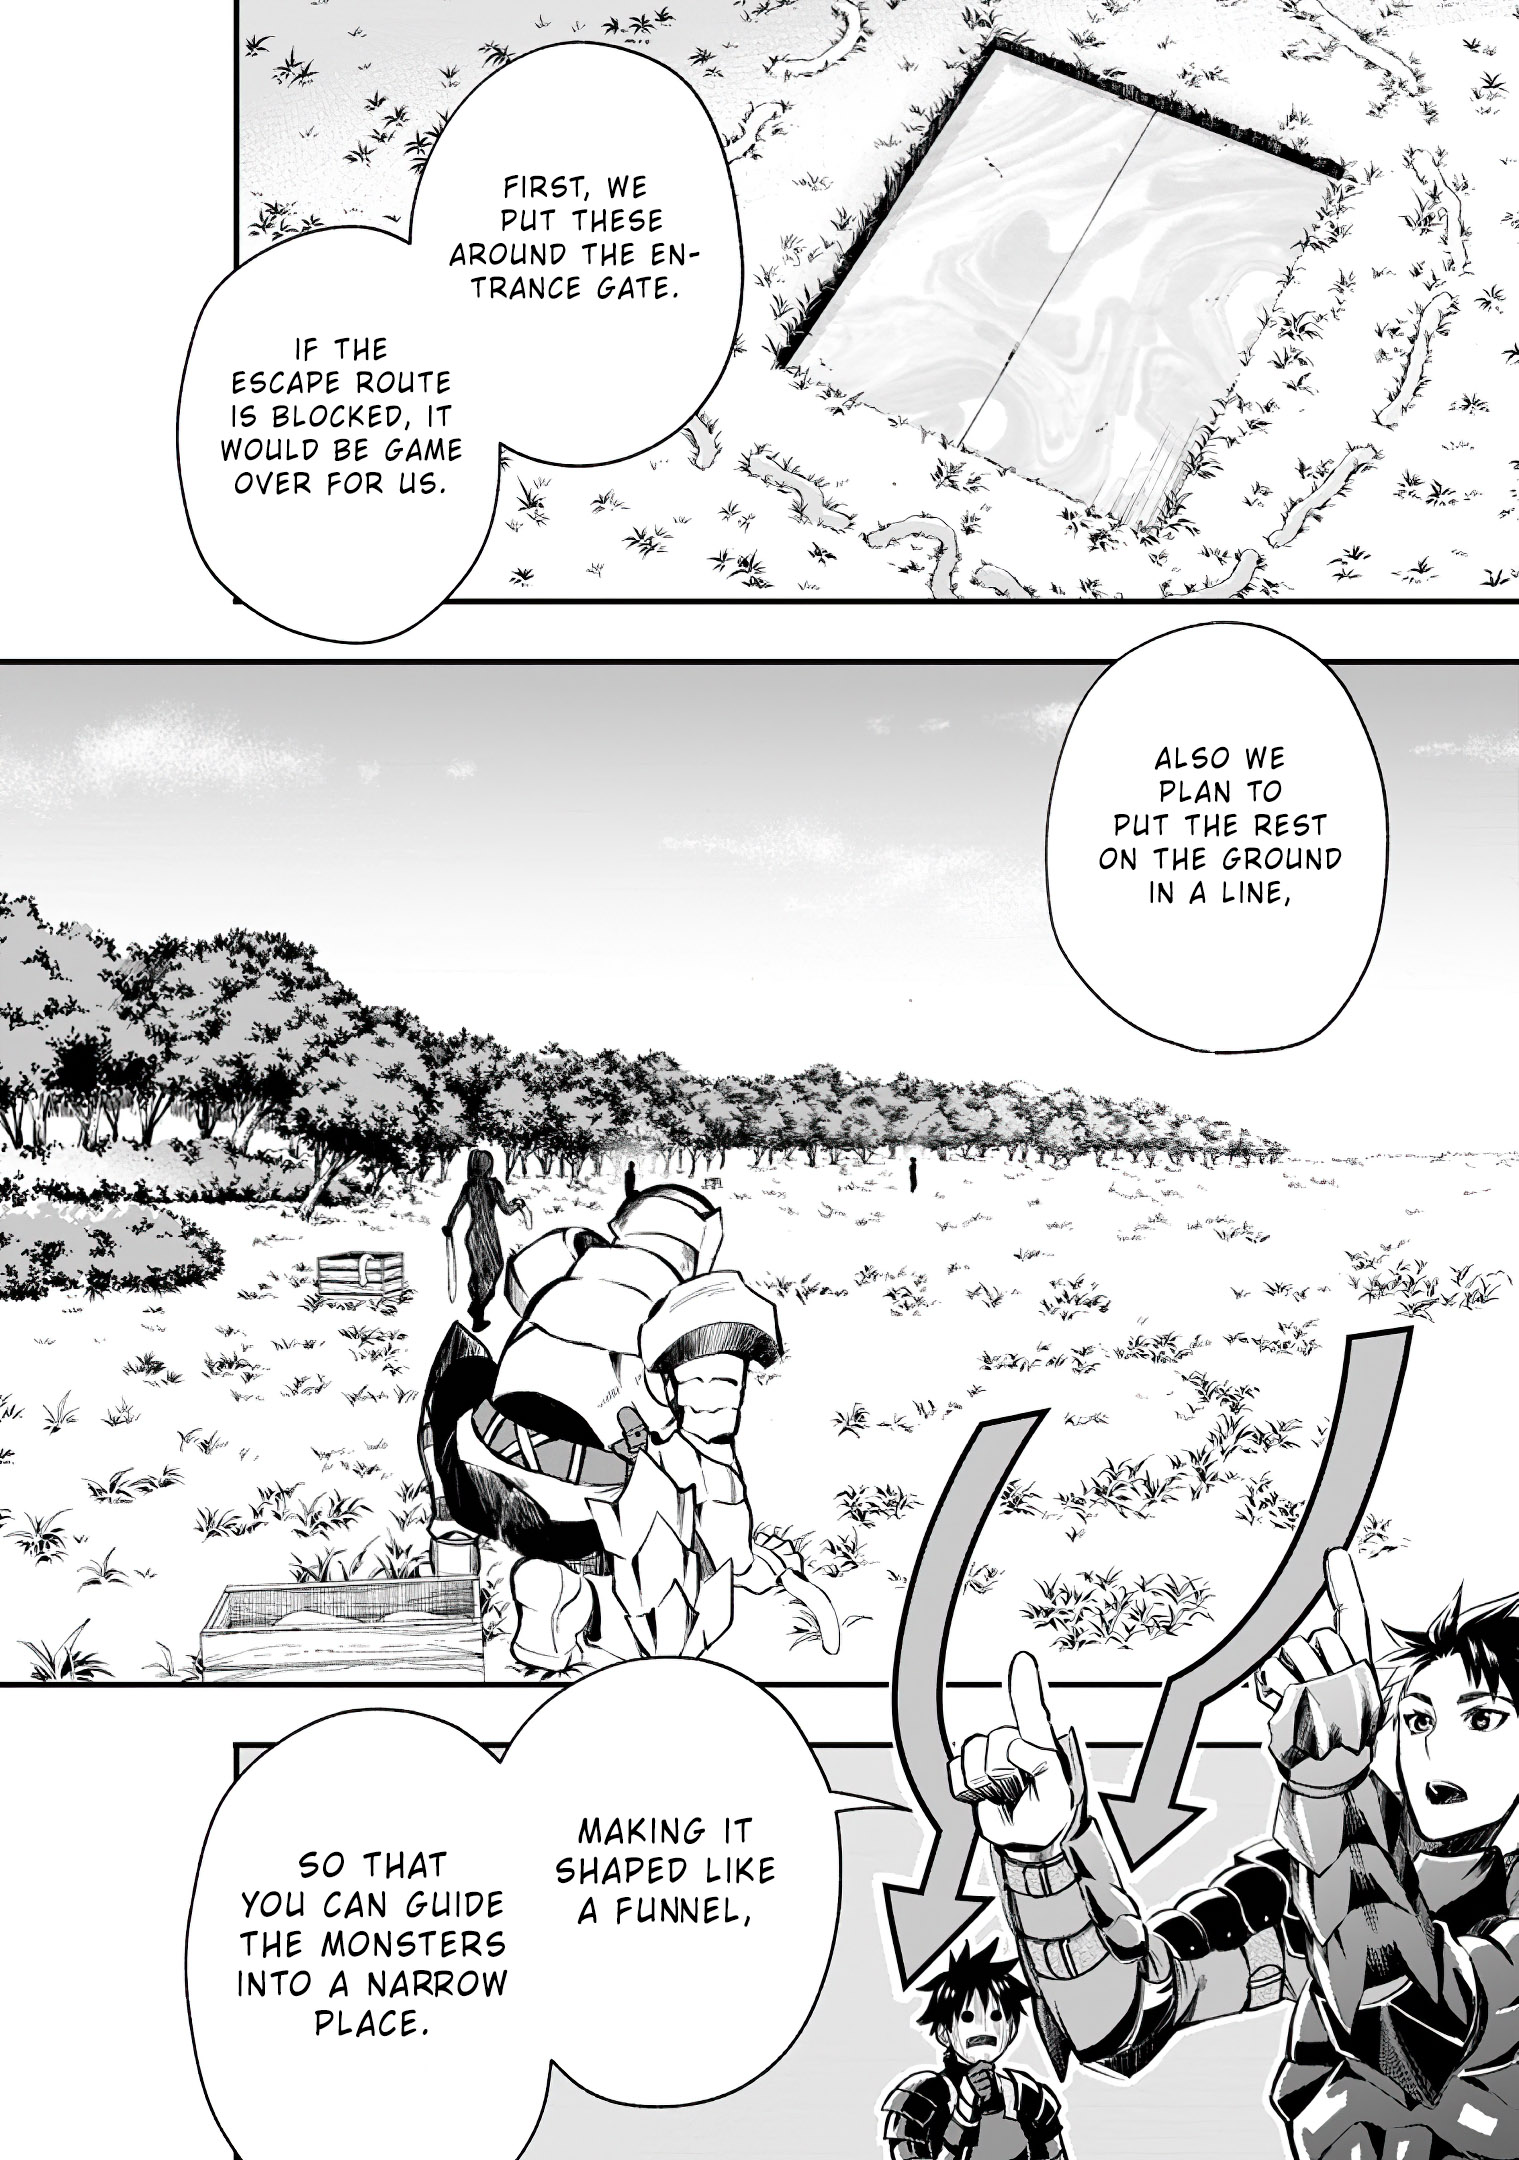 FIRST, WE
PUT THESE
AROUND THE EN-
TRANCE GATE.
IF THE
ESCAPE ROUTE
IS BLOCKED, IT
WOULD BE GAME
OVER FOR US.
ALSO WE
PLAN TO
PUT THE REST
ON THE GROUND
IN A LINE,
MAKING IT
SHAPED LIKE
A FUNNEL,
SO THAT
YOU CAN GUIDE
THE MONSTERS
INTO A NARROW
PLACE.